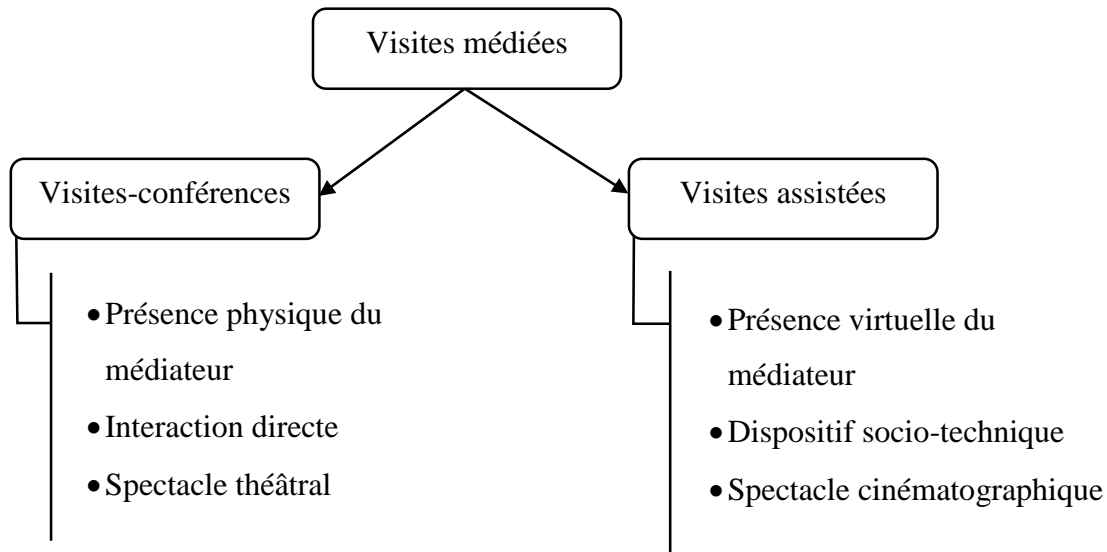 Visites médiées
Visites-conférences
Visites assistées
•Présence physique du
médiateur
•Interaction directe
•Spectacle théâtral
•Présence virtuelle du
médiateur
•Dispositif socio-technique
•Spectacle cinématographique